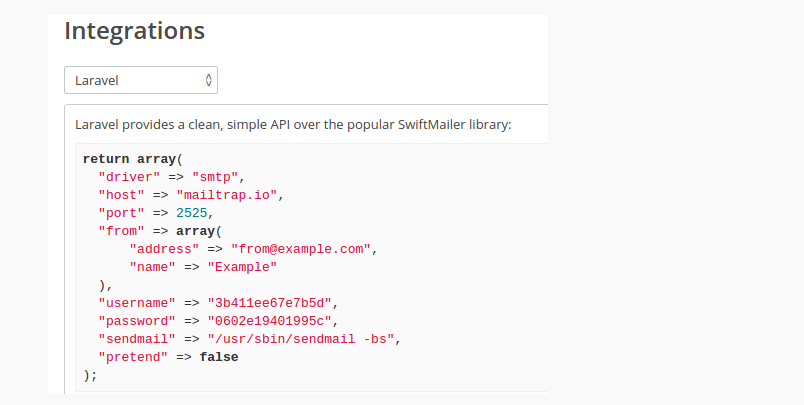 Integrations
Laravel
Laravel provides a clean, simple API over the popular SwiftMailer library:
return array(
  "driver" => "smtp",
  "host" => "mailtrap.io",
  "port" => 2525,
  "from" => array(
      "address" => "from@example.com",
      "name" => "Example"
  ),
  "username" => "3b411ee67e7b5d",
  "password" => "0602e19401995c",
  "sendmail" => "/usr/sbin/sendmail -bs",
  "pretend" => false
);